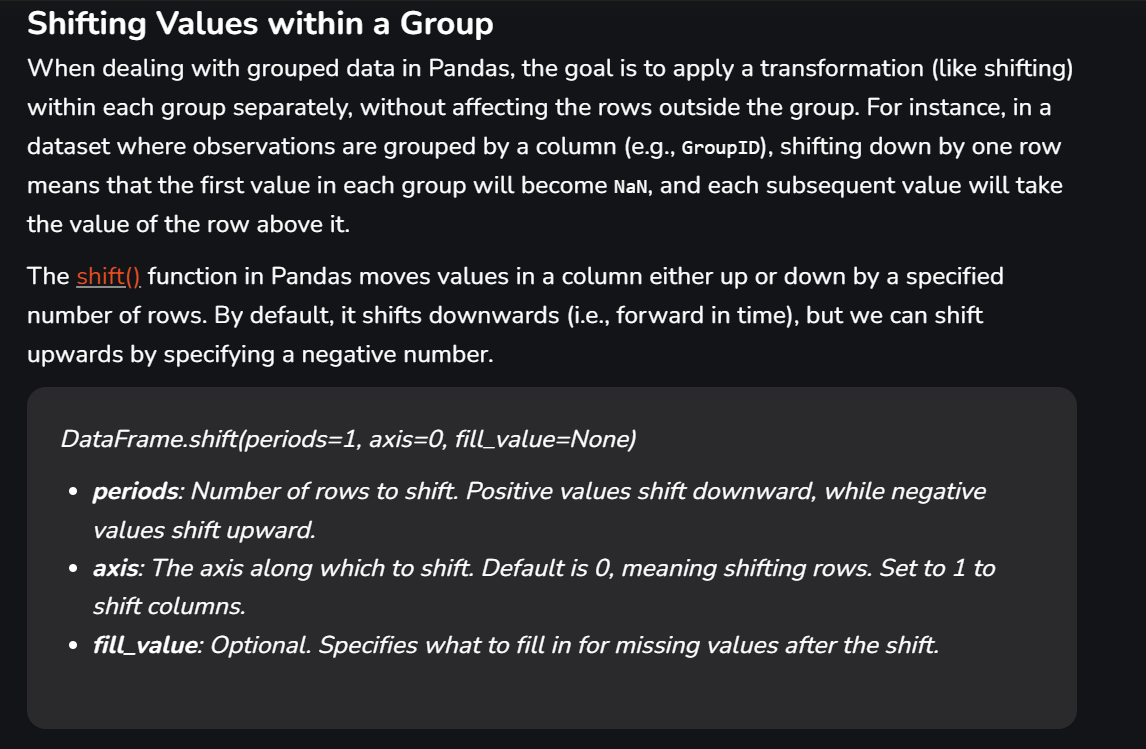 Shifting Values within a Group
When dealing with grouped data in Pandas, the goal is to apply a transformation (like shifting)
within each group separately, without affecting the rows outside the group. For instance, in a
dataset where observations are grouped by a column (e.g., GroupID), shifting down by one row
means that the first value in each group will become NaN, and each subsequent value will take
the value of the row above it.
The shift() function in Pandas moves values in a column either up or down by a specified
number of rows. By default, it shifts downwards (i.e., forward in time), but we can shift
upwards by specifying a negative number.
DataFrame.shift(periods=1, axis=0, fill_value=None)
• periods: Number of rows to shift. Positive values shift downward, while negative
values shift upward.
• axis: The axis along which to shift. Default is 0, meaning shifting rows. Set to 1 to
shift columns.
• fill_value: Optional. Specifies what to fill in for missing values after the shift.